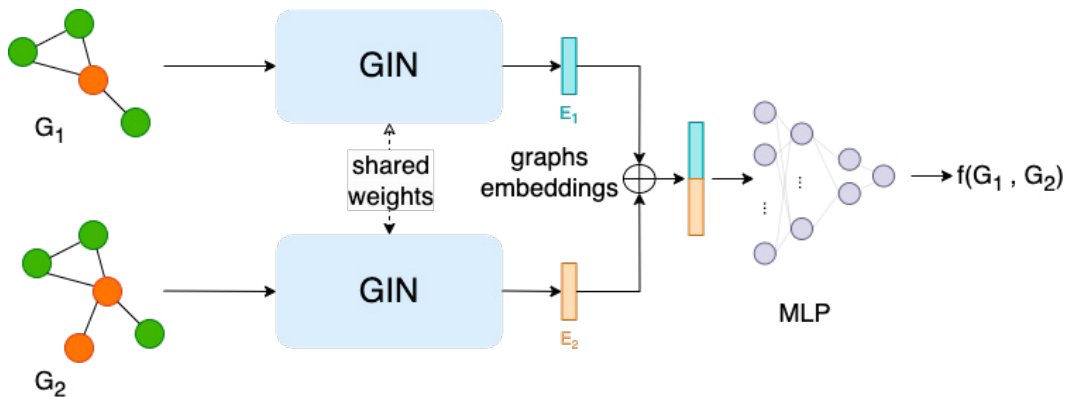 GIN
G₁
E₁
shared
weights
graphs
embeddings
f(G₁ , G₂)
GIN
MLP
E₂
G₂